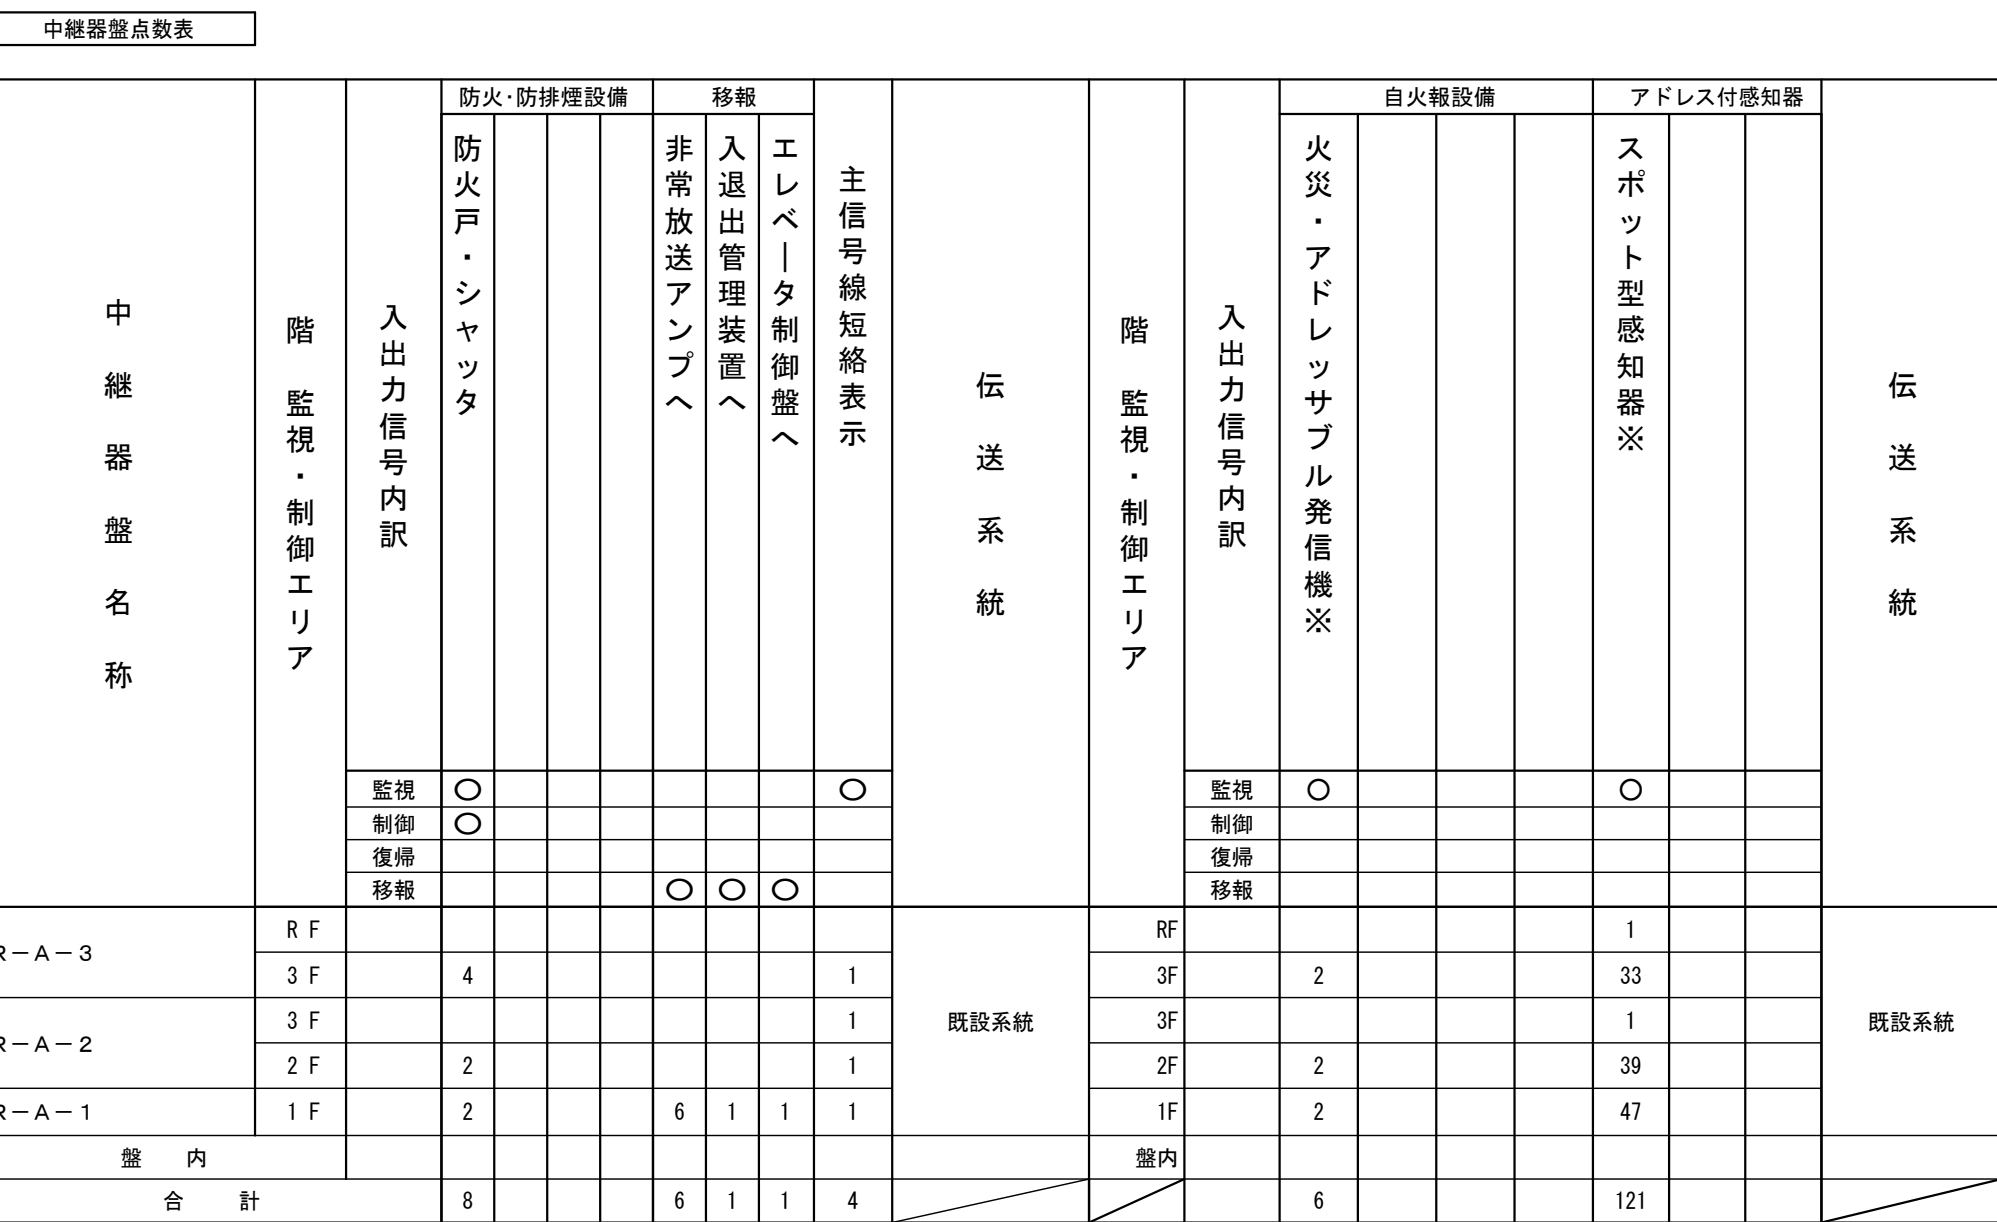 中継器盤点数表
防火・防排煙設備 移報 自火報設備 アドレス付感知器
中継器盤名称
階 監視・制御エリア
入出力信号内訳
防火戸・シャッタ
非常放送アンプへ
入退出管理装置へ
エレベータ制御盤へ
主信号線短絡表示
伝送系統
階 監視・制御エリア
入出力信号内訳
火災・アドレッサブル発信機※
スポット型感知器※
伝送系統
監視 〇 〇 監視 〇 〇
制御 〇 制御
復帰 復帰
移報 〇 〇 〇 移報
R-A-3 RF RF 1
3F 4 1 3F 2 33
R-A-2 3F 1 既設系統 3F 1 既設系統
2F 2 1 2F 2 39
R-A-1 1F 2 6 1 1 1 1F 2 47
盤内 盤内
合計 8 6 1 1 4 6 121